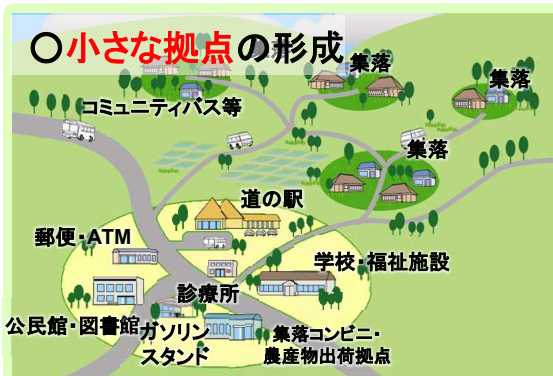 〇小さな拠点の形成
集落
集落
集落
集落
コミュニティバス等
道の駅
郵便・ATM
学校・福祉施設
診療所
公民館・図書館
ガソリン
スタンド
集落コンビニ・
農産物出荷拠点